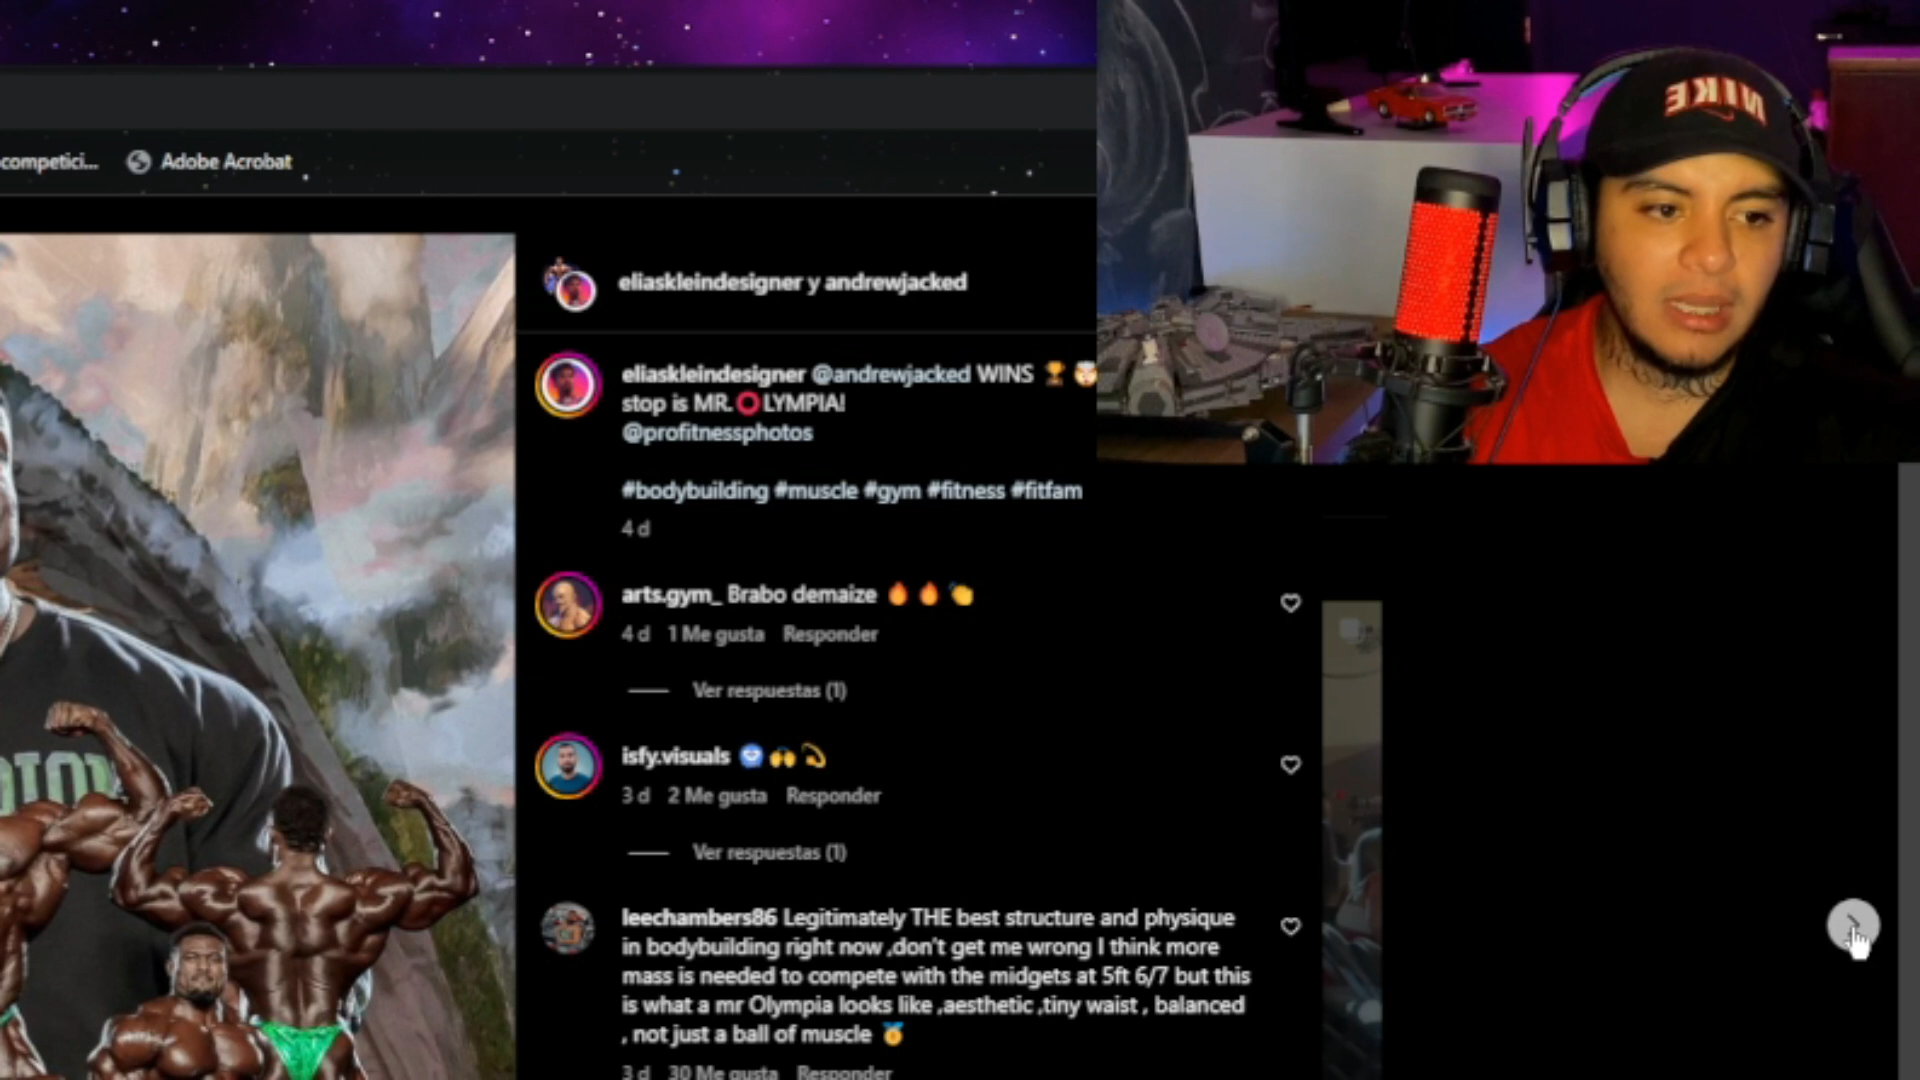 competici... Adobe Acrobat
NIKE
eliaskleindesigner y andrewjacked
eliaskleindesigner @andrewjacked WINS 🏆 🤯
stop is MR.⭕LYMPIA!
@profitnessphotos
#bodybuilding #muscle #gym #fitness #fitfam
4 d
arts.gym_ Brabo demaize 🔥 🔥 👏
4 d 1 Me gusta Responder
Ver respuestas (1)
isfy.visuals 🥶 🙌 💫
3 d 2 Me gusta Responder
Ver respuestas (1)
leechambers86 Legitimately THE best structure and physique
in bodybuilding right now ,don't get me wrong I think more
mass is needed to compete with the midgets at 5ft 6/7 but this
is what a mr Olympia looks like ,aesthetic ,tiny waist , balanced
, not just a ball of muscle 🥇
3 d 30 Me gusta Responder